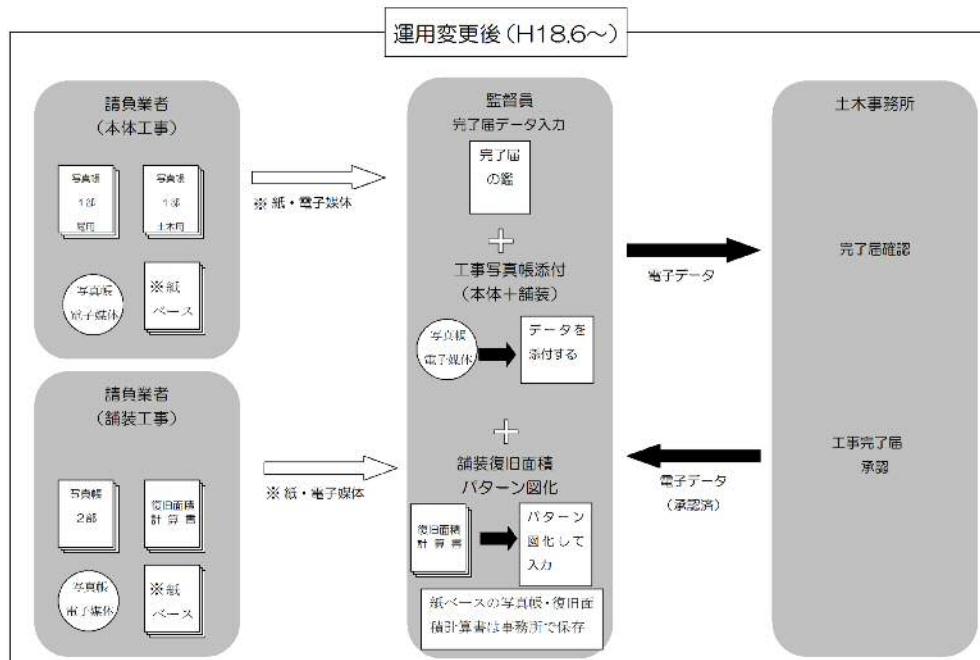 運用変更後(H18.6～)
請負業者
(本体工事)
写真帳
1部
局用
写真帳
1部
土木用
写真帳
電子媒体
※紙
ベース
※紙・電子媒体
請負業者
(舗装工事)
写真帳
2部
復旧面積
計算書
写真帳
電子媒体
※紙
ベース
※紙・電子媒体
監督員
完了届データ入力
完了届
の鑑
＋
工事写真帳添付
(本体＋舗装)
写真帳
電子媒体
データを
添付する
＋
舗装復旧面積
パターン図化
復旧面積
計算書
パターン
図化して
入力
紙ベースの写真帳・復旧面
積計算書は事務所で保存
電子データ
電子データ
(承認済)
土木事務所
完了届確認
工事完了届
承認